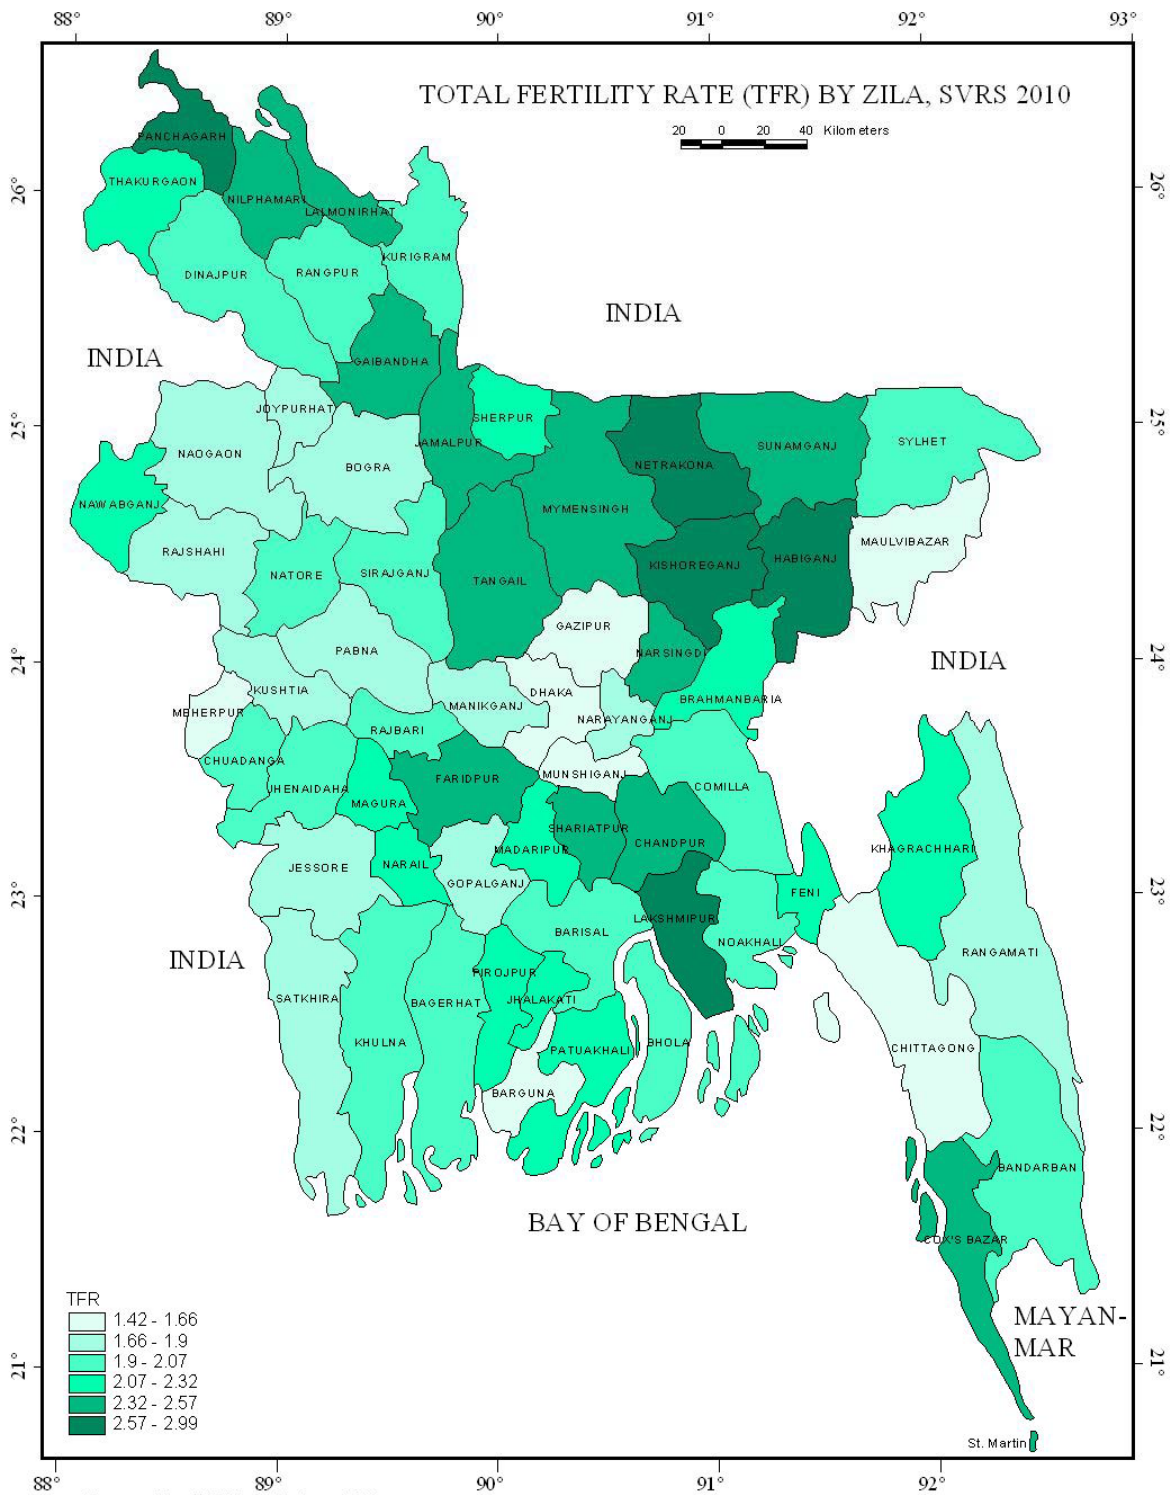 88° 89° 90° 91° 92° 93°
TOTAL FERTILITY RATE (TFR) BY ZILA, SVRS 2010
20 0 20 40 Kilometers
PANCHAGARH
THAKURGAON
26° 26°
NILPHAMARI
LALMONIRHAT
KURIGRAM
DINAJPUR
RANGPUR
INDIA
INDIA
GAIBANDHA
JOYPURHAT
SHERPUR
25° 25°
JAMALPUR
SUNAMGANJ
SYLHET
NAOGAON
BOGRA
NETRAKONA
NAWABGANJ
MYMENSINGH
MAULVIBAZAR
RAJSHAHI
HABIGANJ
KISHOREGANJ
NATORE
SIRAJGANJ
TANGAIL
GAZIPUR
PABNA
NARSINGDI
24° 24°
INDIA
KUSHTIA
DHAKA
BRAHMANBARIA
MANIKGANJ
MEHERPUR
NARAYANGANJ
RAJBARI
CHUADANGA
FARIDPUR
MUNSHIGANJ
JHENAIDAHA
COMILLA
MAGURA
SHARIATPUR
CHANDPUR
MADARIPUR
KHAGRACHHARI
JESSORE
NARAIL
GOPALGANJ
23° 23°
FENI
LAKSHMIPUR
BARISAL
NOAKHALI
RANGAMATI
INDIA
PIROJPUR
SATKHIRA
BAGERHAT
JHALAKATI
KHULNA
PATUAKHALI
BHOLA
CHITTAGONG
BARGUNA
22° 22°
BANDARBAN
BAY OF BENGAL
COX'S BAZAR
TFR
1.42 - 1.66
1.66 - 1.9
1.9 - 2.07
2.07 - 2.32
2.32 - 2.57
2.57 - 2.99
MAYAN-
MAR
21° 21°
St. Martin
88° 89° 90° 91° 92°